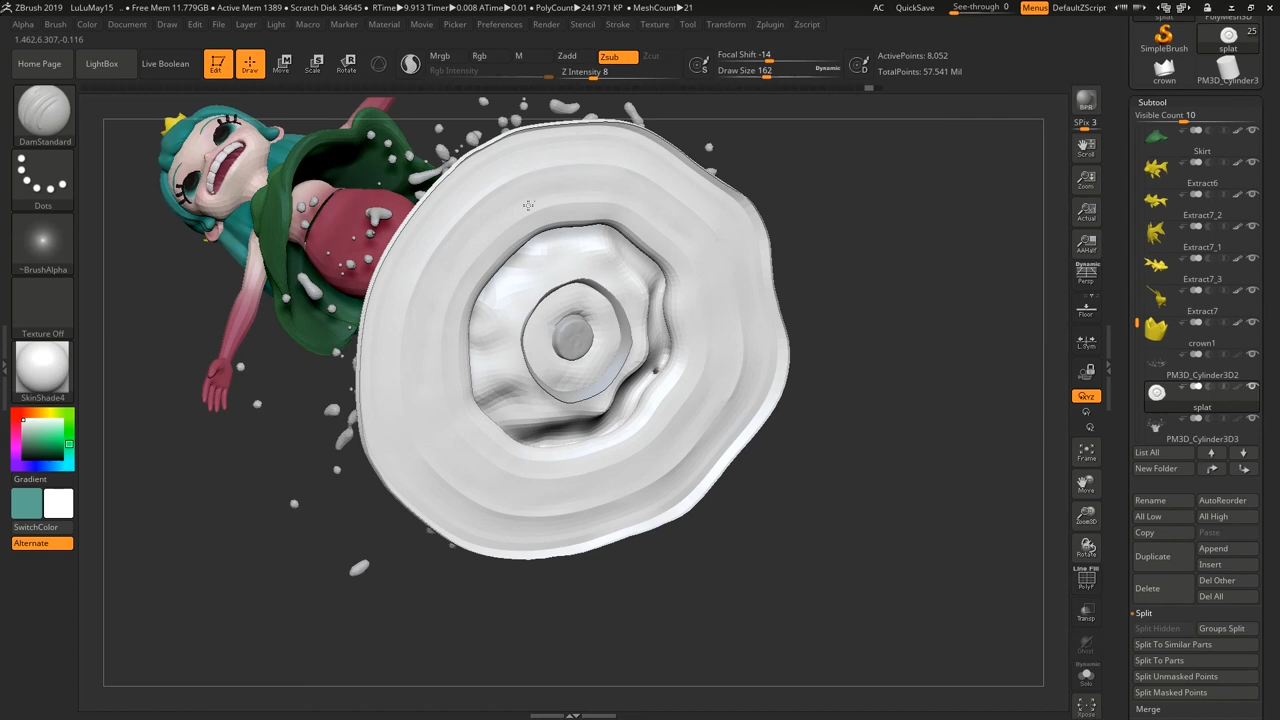 ZBrush 2019 LuLuMay15 .. • Free Mem 11.779GB • Active Mem 1389 • Scratch Disk 34645 • RTime▶9.913 Timer▶0.008 ATime▶0.01 • PolyCount▶241.971 KP • MeshCount▶21
AC QuickSave See-through 0 Menus DefaultZScript
Alpha Brush Color Document Draw Edit File Layer Light Macro Marker Material Movie Picker Preferences Render Stencil Stroke Texture Tool Transform Zplugin Zscript
1.462,6.307,-0.116
Home Page LightBox Live Boolean Edit Draw Move Scale Rotate
Mrgb Rgb M Zadd Zsub Zcut
Rgb Intensity Z Intensity 8
Focal Shift -14
Draw Size 162 Dynamic
ActivePoints: 8,052
TotalPoints: 57.541 Mil
DamStandard
Dots
~BrushAlpha
Texture Off
SkinShade4
Gradient
SwitchColor
Alternate
BPR
SPix 3
Scroll
Zoom
Actual
AAHalf
Dynamic
Persp
Floor
L.Sym
XYZ
Frame
Move
Zoom3D
Rotate
Line Fill
PolyF
Transp
Ghost
Dynamic
Solo
Xpose
splat PolyMesh3D
25
SimpleBrush splat
crown PM3D_Cylinder3
Subtool
Visible Count 10
Skirt
Extract6
Extract7_2
Extract7_1
Extract7_3
Extract7
crown1
PM3D_Cylinder3D2
splat
PM3D_Cylinder3D3
List All
New Folder
Rename AutoReorder
All Low All High
Copy Paste
Duplicate Append
Insert
Delete Del Other
Del All
Split
Split Hidden Groups Split
Split To Similar Parts
Split To Parts
Split Unmasked Points
Split Masked Points
Merge